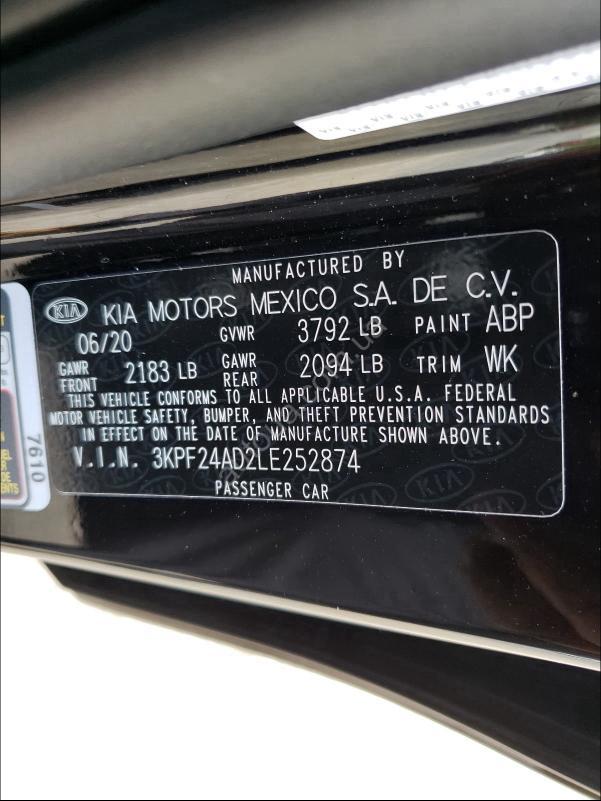 MANUFACTURED BY
KIA KIA MOTORS MEXICO S.A. DE C.V.
06/20 GVWR 3792 LB PAINT ABP
GAWR FRONT 2183 LB GAWR REAR 2094 LB TRIM WK
THIS VEHICLE CONFORMS TO ALL APPLICABLE U.S.A. FEDERAL
MOTOR VEHICLE SAFETY, BUMPER, AND THEFT PREVENTION STANDARDS
IN EFFECT ON THE DATE OF MANUFACTURE SHOWN ABOVE.
V.I.N. 3KPF24AD2LE252874
PASSENGER CAR
7610